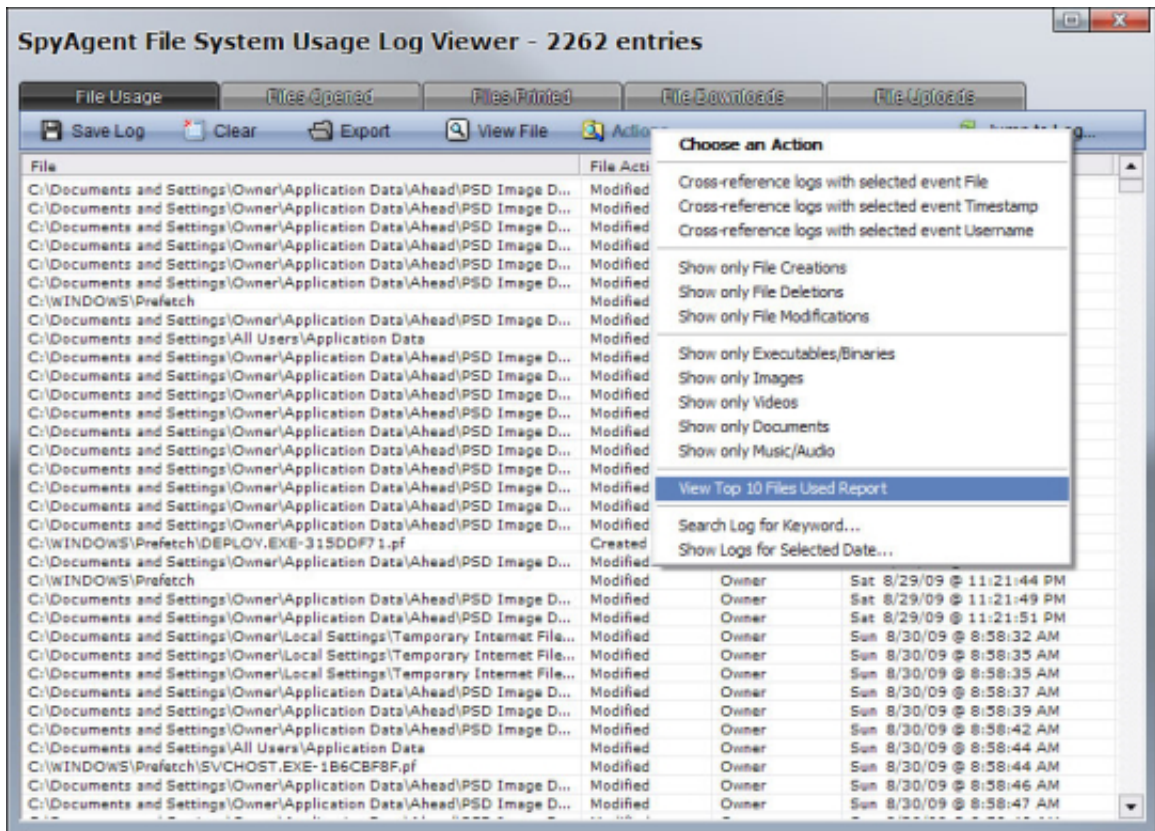 SpyAgent File System Usage Log Viewer - 2262 entries
File Usage Files Opened Files Printed File Downloads File Uploads
Save Log Clear Export View File Actions Jump to Log...
Choose an Action
Cross-reference logs with selected event File
Cross-reference logs with selected event Timestamp
Cross-reference logs with selected event Username
Show only File Creations
Show only File Deletions
Show only File Modifications
Show only Executables/Binaries
Show only Images
Show only Videos
Show only Documents
Show only Music/Audio
View Top 10 Files Used Report
Search Log for Keyword...
Show Logs for Selected Date...
File File Acti
C:\Documents and Settings\Owner\Application Data\Ahead\PSD Image D... Modified
C:\Documents and Settings\Owner\Application Data\Ahead\PSD Image D... Modified
C:\Documents and Settings\Owner\Application Data\Ahead\PSD Image D... Modified
C:\Documents and Settings\Owner\Application Data\Ahead\PSD Image D... Modified
C:\Documents and Settings\Owner\Application Data\Ahead\PSD Image D... Modified
C:\Documents and Settings\Owner\Application Data\Ahead\PSD Image D... Modified
C:\WINDOWS\Prefetch Modified
C:\Documents and Settings\Owner\Application Data\Ahead\PSD Image D... Modified
C:\Documents and Settings\All Users\Application Data Modified
C:\Documents and Settings\Owner\Application Data\Ahead\PSD Image D... Modified
C:\Documents and Settings\Owner\Application Data\Ahead\PSD Image D... Modified
C:\Documents and Settings\Owner\Application Data\Ahead\PSD Image D... Modified
C:\Documents and Settings\Owner\Application Data\Ahead\PSD Image D... Modified
C:\Documents and Settings\Owner\Application Data\Ahead\PSD Image D... Modified
C:\Documents and Settings\Owner\Application Data\Ahead\PSD Image D... Modified
C:\Documents and Settings\Owner\Application Data\Ahead\PSD Image D... Modified
C:\Documents and Settings\Owner\Application Data\Ahead\PSD Image D... Modified
C:\Documents and Settings\Owner\Application Data\Ahead\PSD Image D... Modified
C:\WINDOWS\Prefetch\DEPLOY.EXE-315DDF71.pf Created
C:\Documents and Settings\Owner\Application Data\Ahead\PSD Image D... Modified
C:\WINDOWS\Prefetch Modified Owner Sat 8/29/09 @ 11:21:44 PM
C:\Documents and Settings\Owner\Application Data\Ahead\PSD Image D... Modified Owner Sat 8/29/09 @ 11:21:49 PM
C:\Documents and Settings\Owner\Application Data\Ahead\PSD Image D... Modified Owner Sat 8/29/09 @ 11:21:51 PM
C:\Documents and Settings\Owner\Local Settings\Temporary Internet File... Modified Owner Sun 8/30/09 @ 8:58:32 AM
C:\Documents and Settings\Owner\Local Settings\Temporary Internet File... Modified Owner Sun 8/30/09 @ 8:58:35 AM
C:\Documents and Settings\Owner\Local Settings\Temporary Internet File... Modified Owner Sun 8/30/09 @ 8:58:35 AM
C:\Documents and Settings\Owner\Application Data\Ahead\PSD Image D... Modified Owner Sun 8/30/09 @ 8:58:37 AM
C:\Documents and Settings\Owner\Application Data\Ahead\PSD Image D... Modified Owner Sun 8/30/09 @ 8:58:39 AM
C:\Documents and Settings\Owner\Application Data\Ahead\PSD Image D... Modified Owner Sun 8/30/09 @ 8:58:42 AM
C:\Documents and Settings\All Users\Application Data Modified Owner Sun 8/30/09 @ 8:58:44 AM
C:\WINDOWS\Prefetch\SVCHOST.EXE-1B6CBF8F.pf Modified Owner Sun 8/30/09 @ 8:58:44 AM
C:\Documents and Settings\Owner\Application Data\Ahead\PSD Image D... Modified Owner Sun 8/30/09 @ 8:58:46 AM
C:\Documents and Settings\Owner\Application Data\Ahead\PSD Image D... Modified Owner Sun 8/30/09 @ 8:58:47 AM